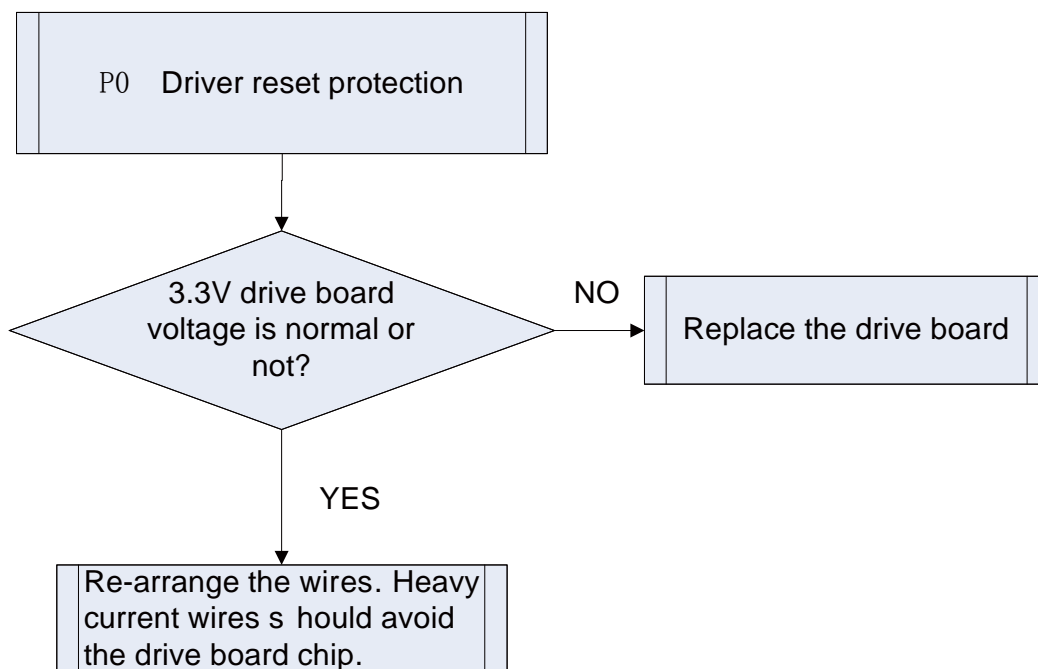 P0 Driver reset protection
3.3V drive board
voltage is normal or
not?
NO
Replace the drive board
YES
Re-arrange the wires. Heavy
current wires s hould avoid
the drive board chip.